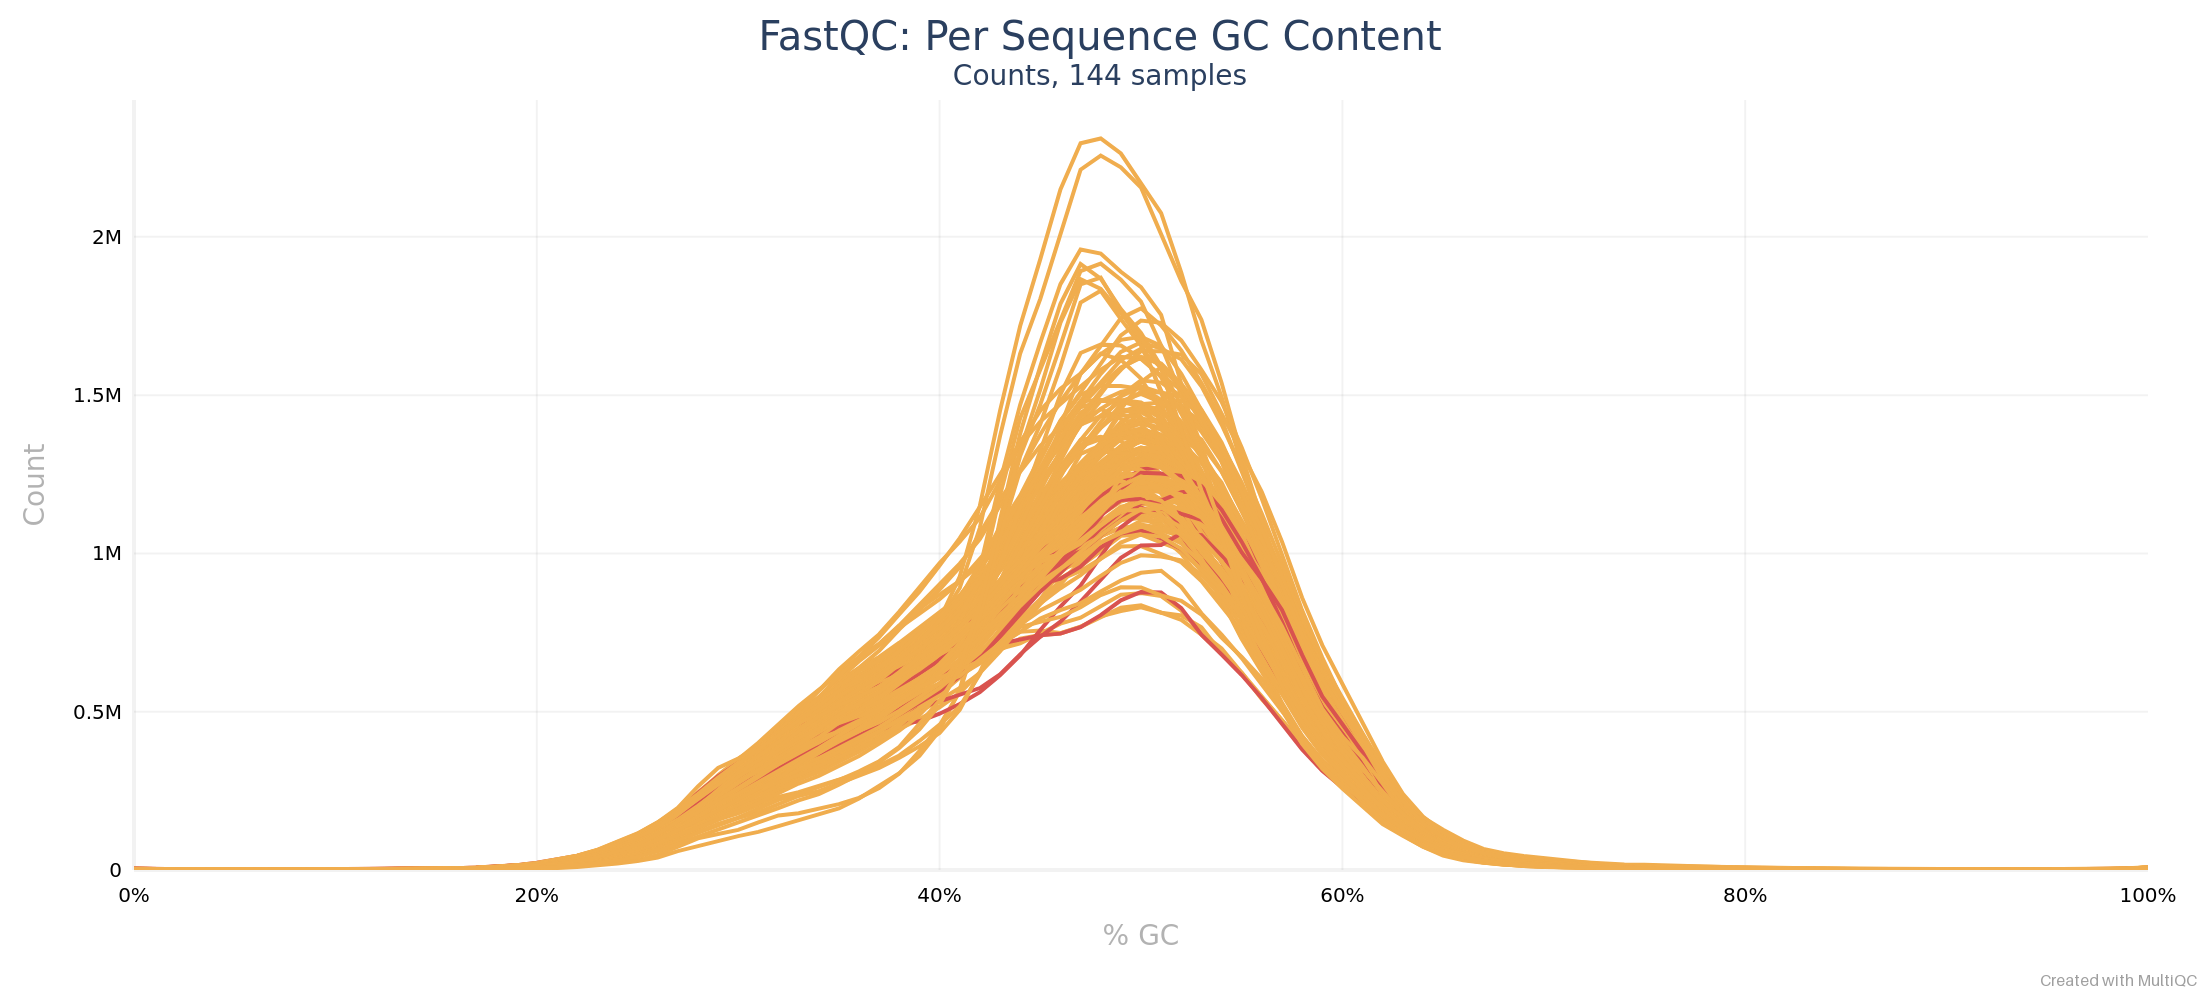 FastQC: Per Sequence GC Content
Counts, 144 samples
2M
1.5M
1M
0.5M
0
Count
0%
20%
40%
60%
80%
100%
% GC
Created with MultiQC